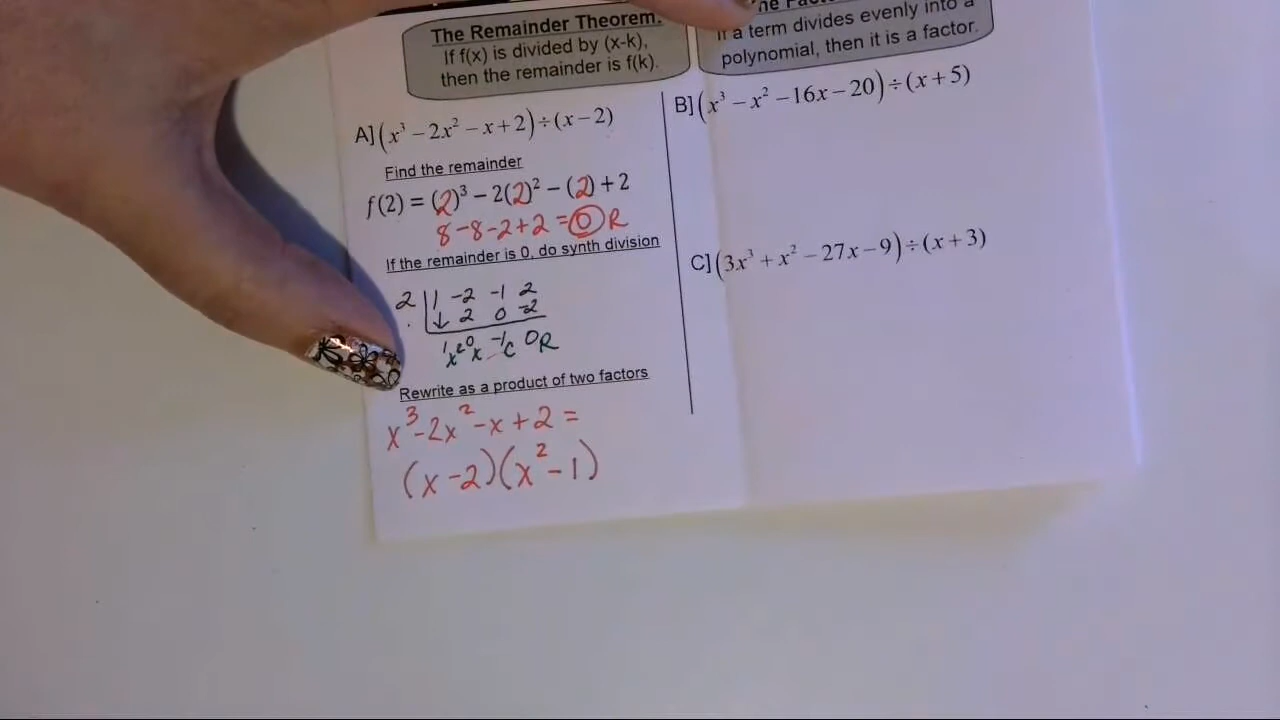 The Remainder Theorem:
If f(x) is divided by (x-k),
then the remainder is f(k).
If a term divides evenly into a
polynomial, then it is a factor.
A](x³ − 2x² − x + 2) ÷ (x − 2)
Find the remainder
f(2) = (2)³ − 2(2)² − (2) + 2
8 − 8 − 2 + 2 = 0 R
If the remainder is 0, do synth division
2 | 1 −2 −1 2
↓ 2 0 −2
1 0 −1 0R
x² x c
Rewrite as a product of two factors
x³ − 2x² − x + 2 =
(x − 2)(x² − 1)
B](x³ − x² − 16x − 20) ÷ (x + 5)
C](3x³ + x² − 27x − 9) ÷ (x + 3)